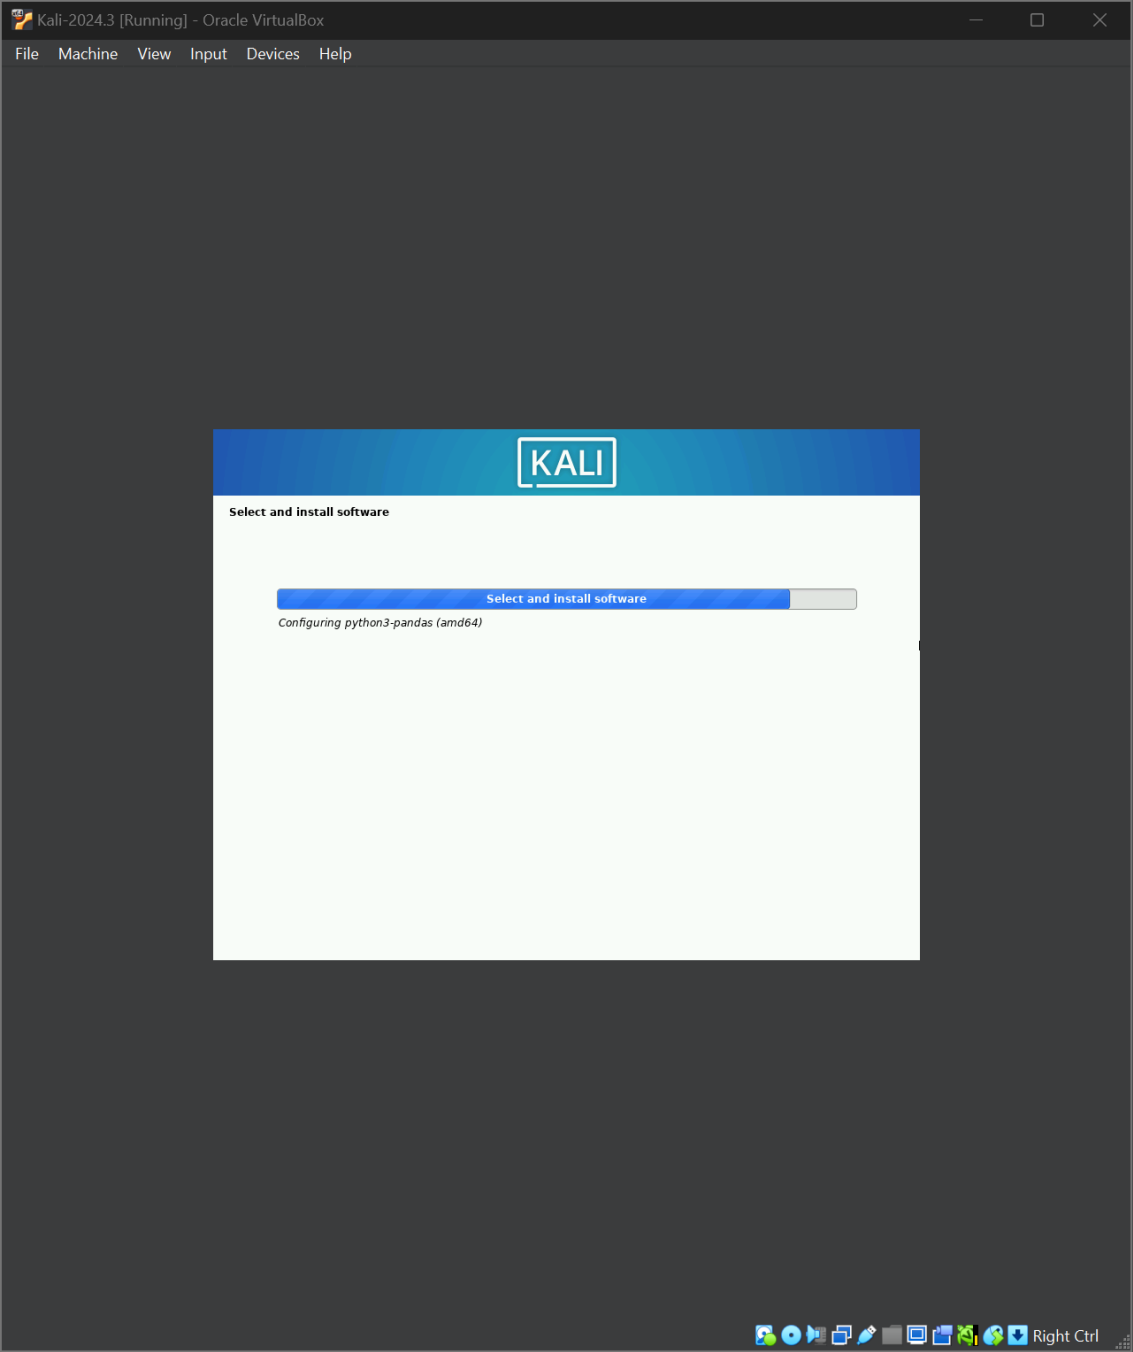 Kali-2024.3 [Running] - Oracle VirtualBox
File Machine View Input Devices Help
KALI
Select and install software
Select and install software
Configuring python3-pandas (amd64)
Right Ctrl